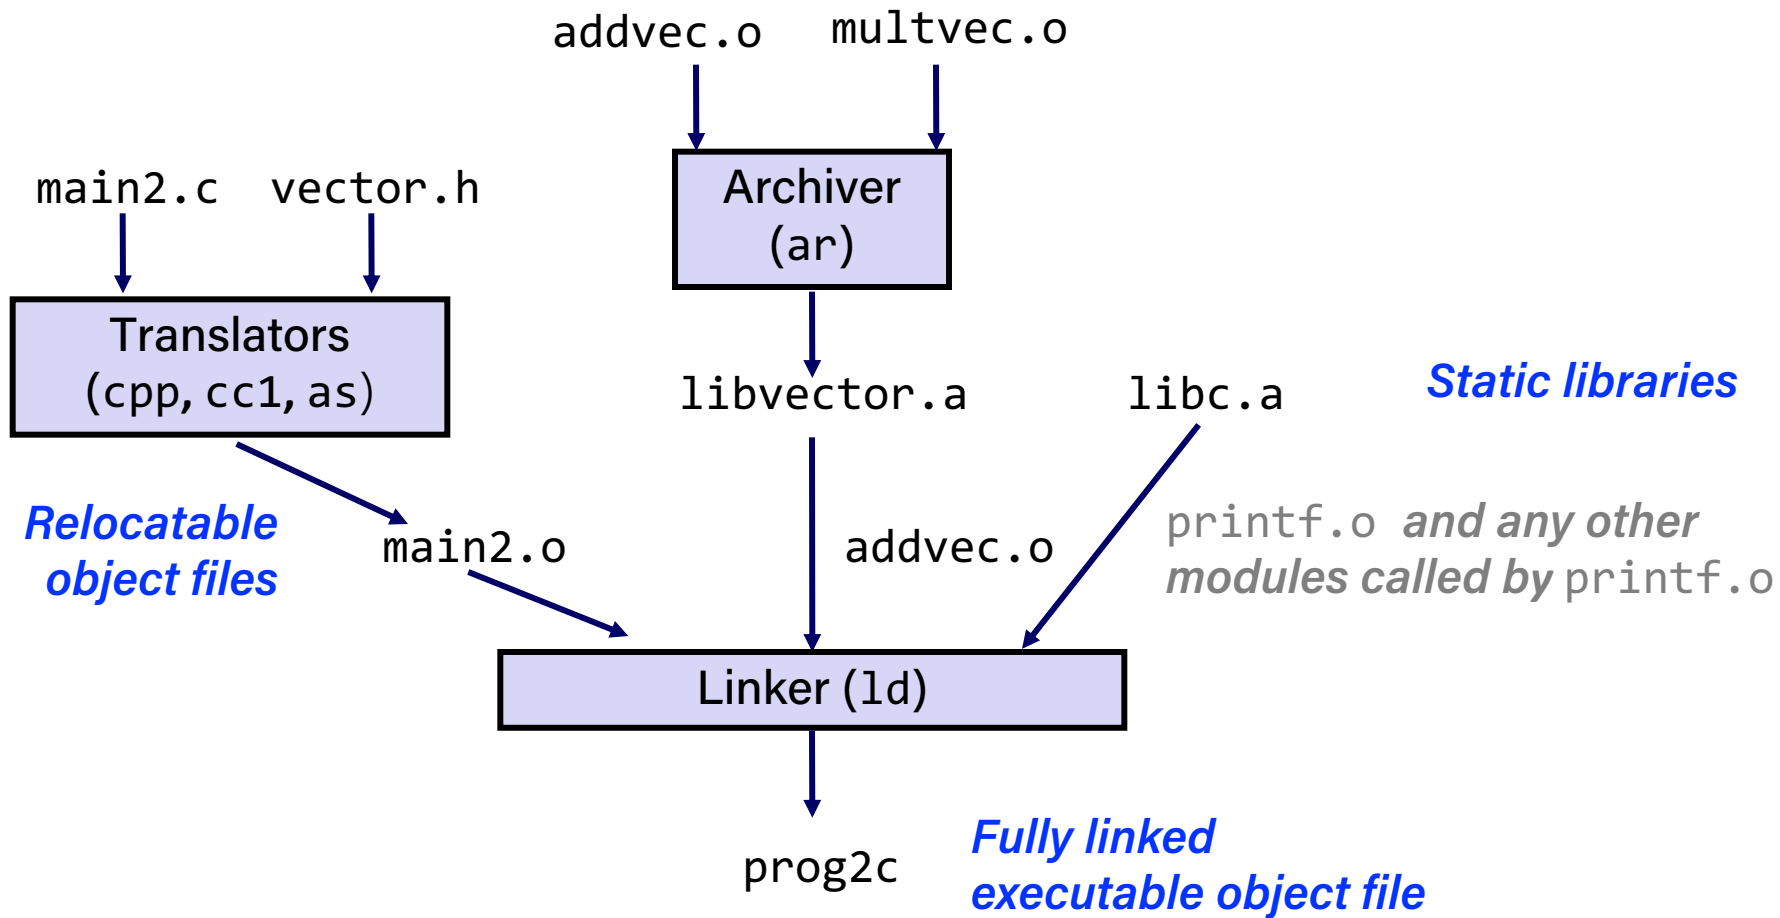 addvec.o multvec.o
main2.c vector.h
Archiver
(ar)
Translators
(cpp, cc1, as)
libvector.a libc.a
Static libraries
Relocatable
object files
main2.o
addvec.o
printf.o and any other
modules called by printf.o
Linker (ld)
prog2c
Fully linked
executable object file